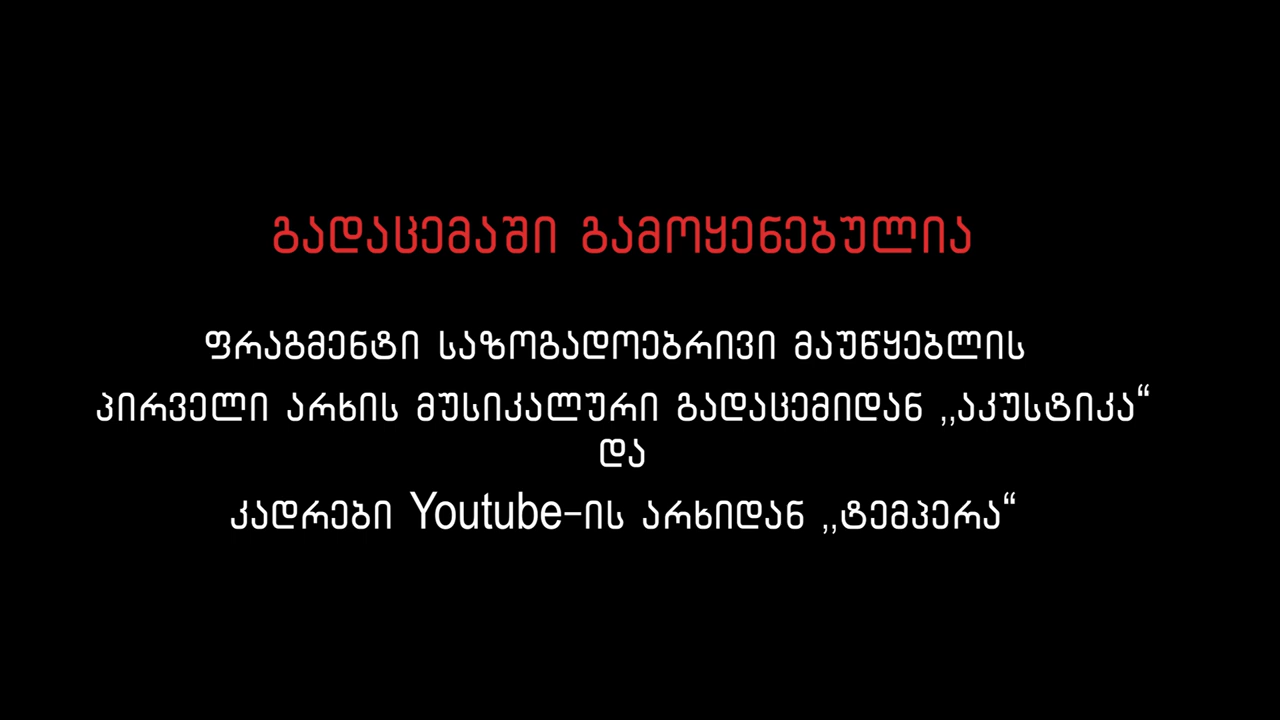 გადაცემაში გამოყენებულია
ფრაგმენტი საზოგადოებრივი მაუწყებლის
პირველი არხის მუსიკალური გადაცემიდან ,,აკუსტიკა“
და
კადრები Youtube-ის არხიდან ,,ტემპერა“